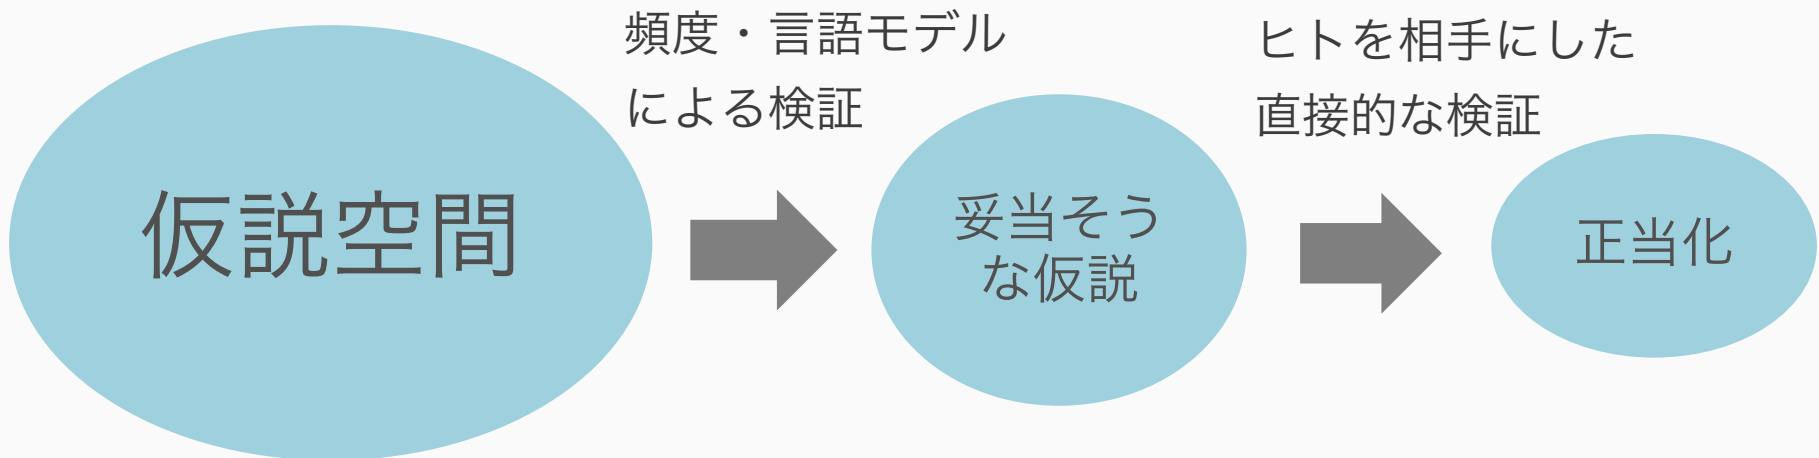 仮説空間
頻度・言語モデル
による検証
妥当そう
な仮説
ヒトを相手にした
直接的な検証
正当化